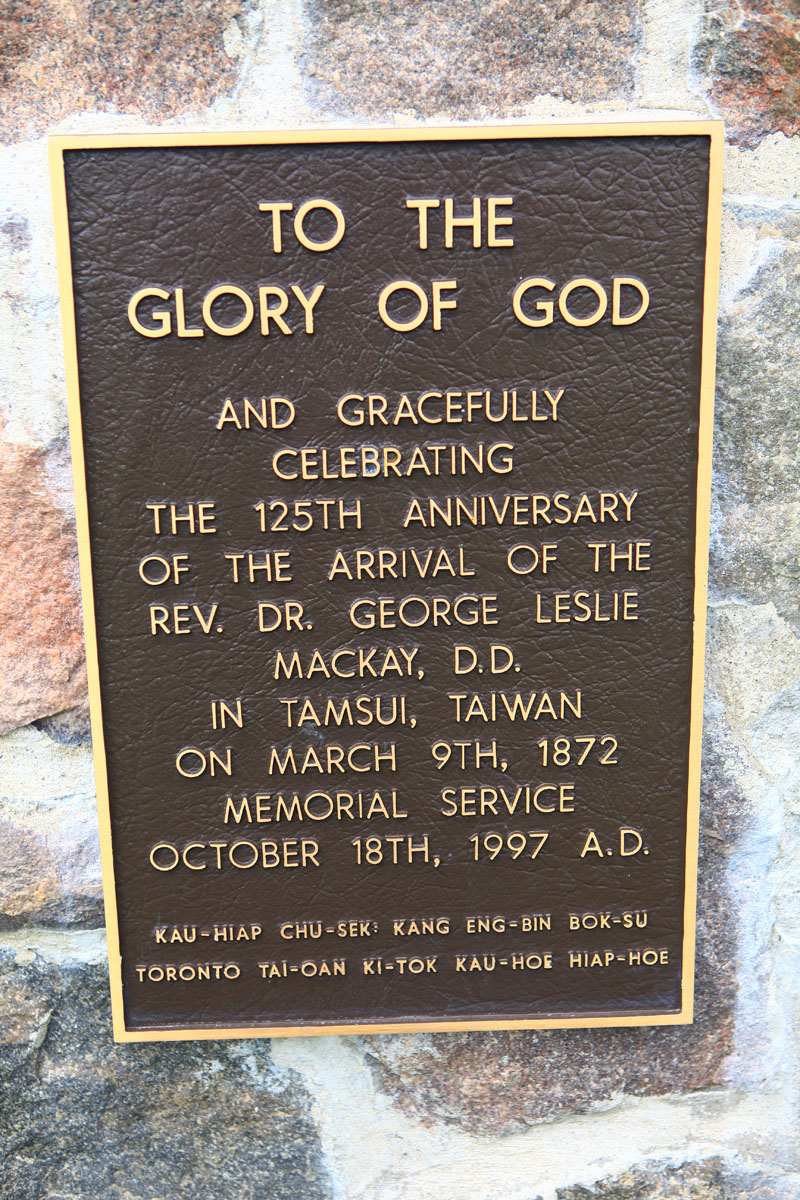 TO THE
GLORY OF GOD
AND GRACEFULLY
CELEBRATING
THE 125TH ANNIVERSARY
OF THE ARRIVAL OF THE
REV. DR. GEORGE LESLIE
MACKAY, D.D.
IN TAMSUI, TAIWAN
ON MARCH 9TH, 1872
MEMORIAL SERVICE
OCTOBER 18TH, 1997 A.D.
KAU-HIAP CHU-SEK: KANG ENG-BIN BOK-SU
TORONTO TAI-OAN KI-TOK KAU-HOE HIAP-HOE